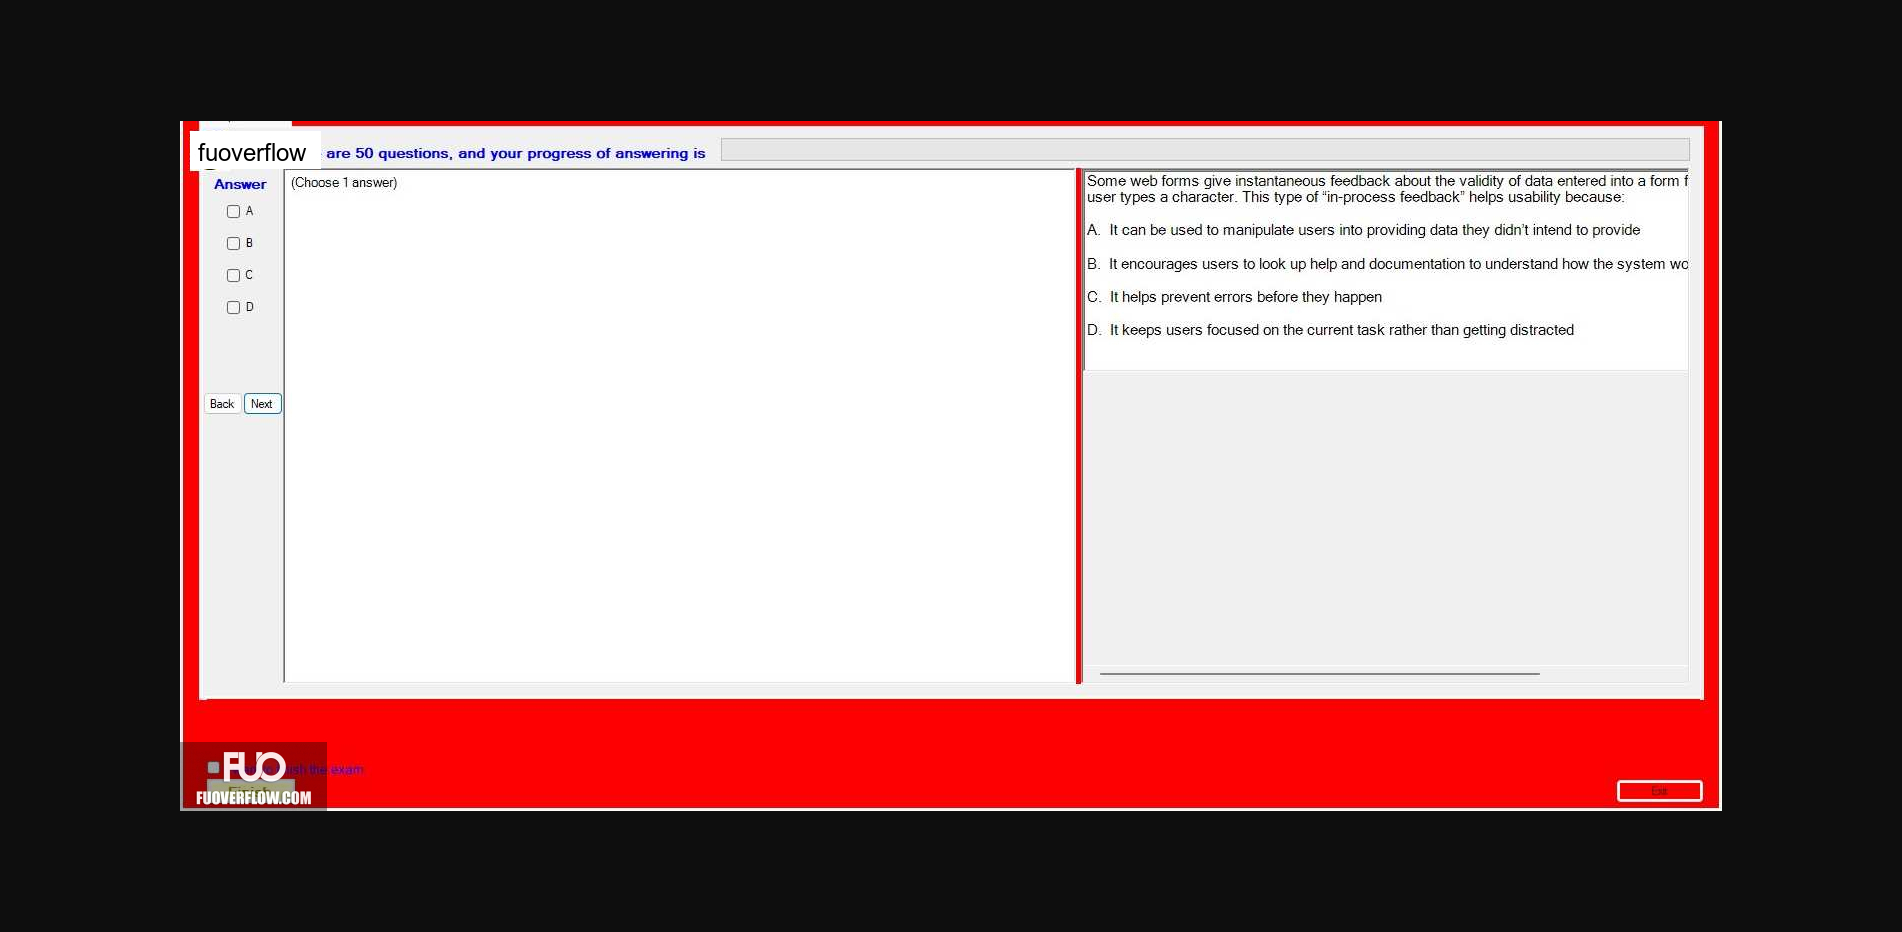 fuoverflow are 50 questions, and your progress of answering is
Answer
(Choose 1 answer)
A
B
C
D
Back Next
Some web forms give instantaneous feedback about the validity of data entered into a form f
user types a character. This type of “in-process feedback” helps usability because:
A. It can be used to manipulate users into providing data they didn’t intend to provide
B. It encourages users to look up help and documentation to understand how the system wo
C. It helps prevent errors before they happen
D. It keeps users focused on the current task rather than getting distracted
FUO
the exam
Finish
FUOVERFLOW.COM
Exit